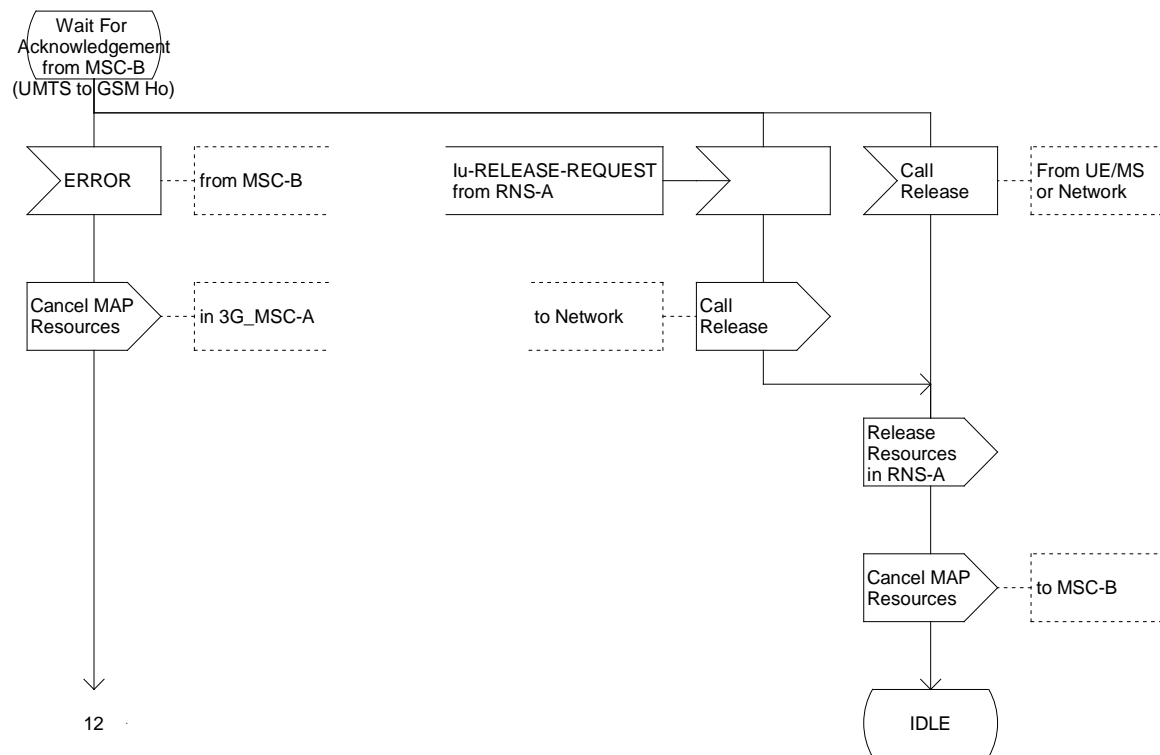 Wait For
Acknowledgement
from MSC-B
(UMTS to GSM Ho)
ERROR
from MSC-B
Iu-RELEASE-REQUEST
from RNS-A
Call
Release
From UE/MS
or Network
Cancel MAP
Resources
in 3G_MSC-A
to Network
Call
Release
Release
Resources
in RNS-A
Cancel MAP
Resources
to MSC-B
12
IDLE